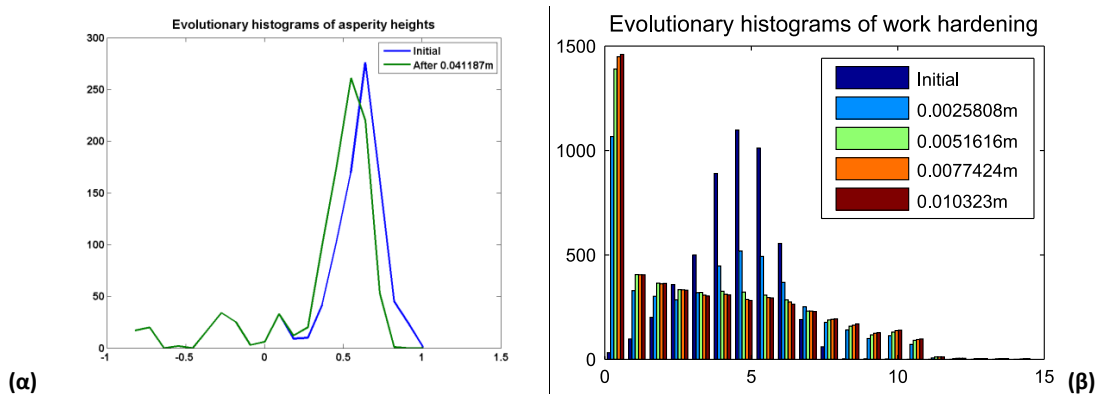 Evolutionary histograms of asperity heights
300
250
200
150
100
50
0
-1
-0.5
0
0.5
1
1.5
Initial
After 0.041187m
(α)
Evolutionary histograms of work hardening
1500
1000
500
0
0
5
10
15
Initial
0.0025808m
0.0051616m
0.0077424m
0.010323m
(β)